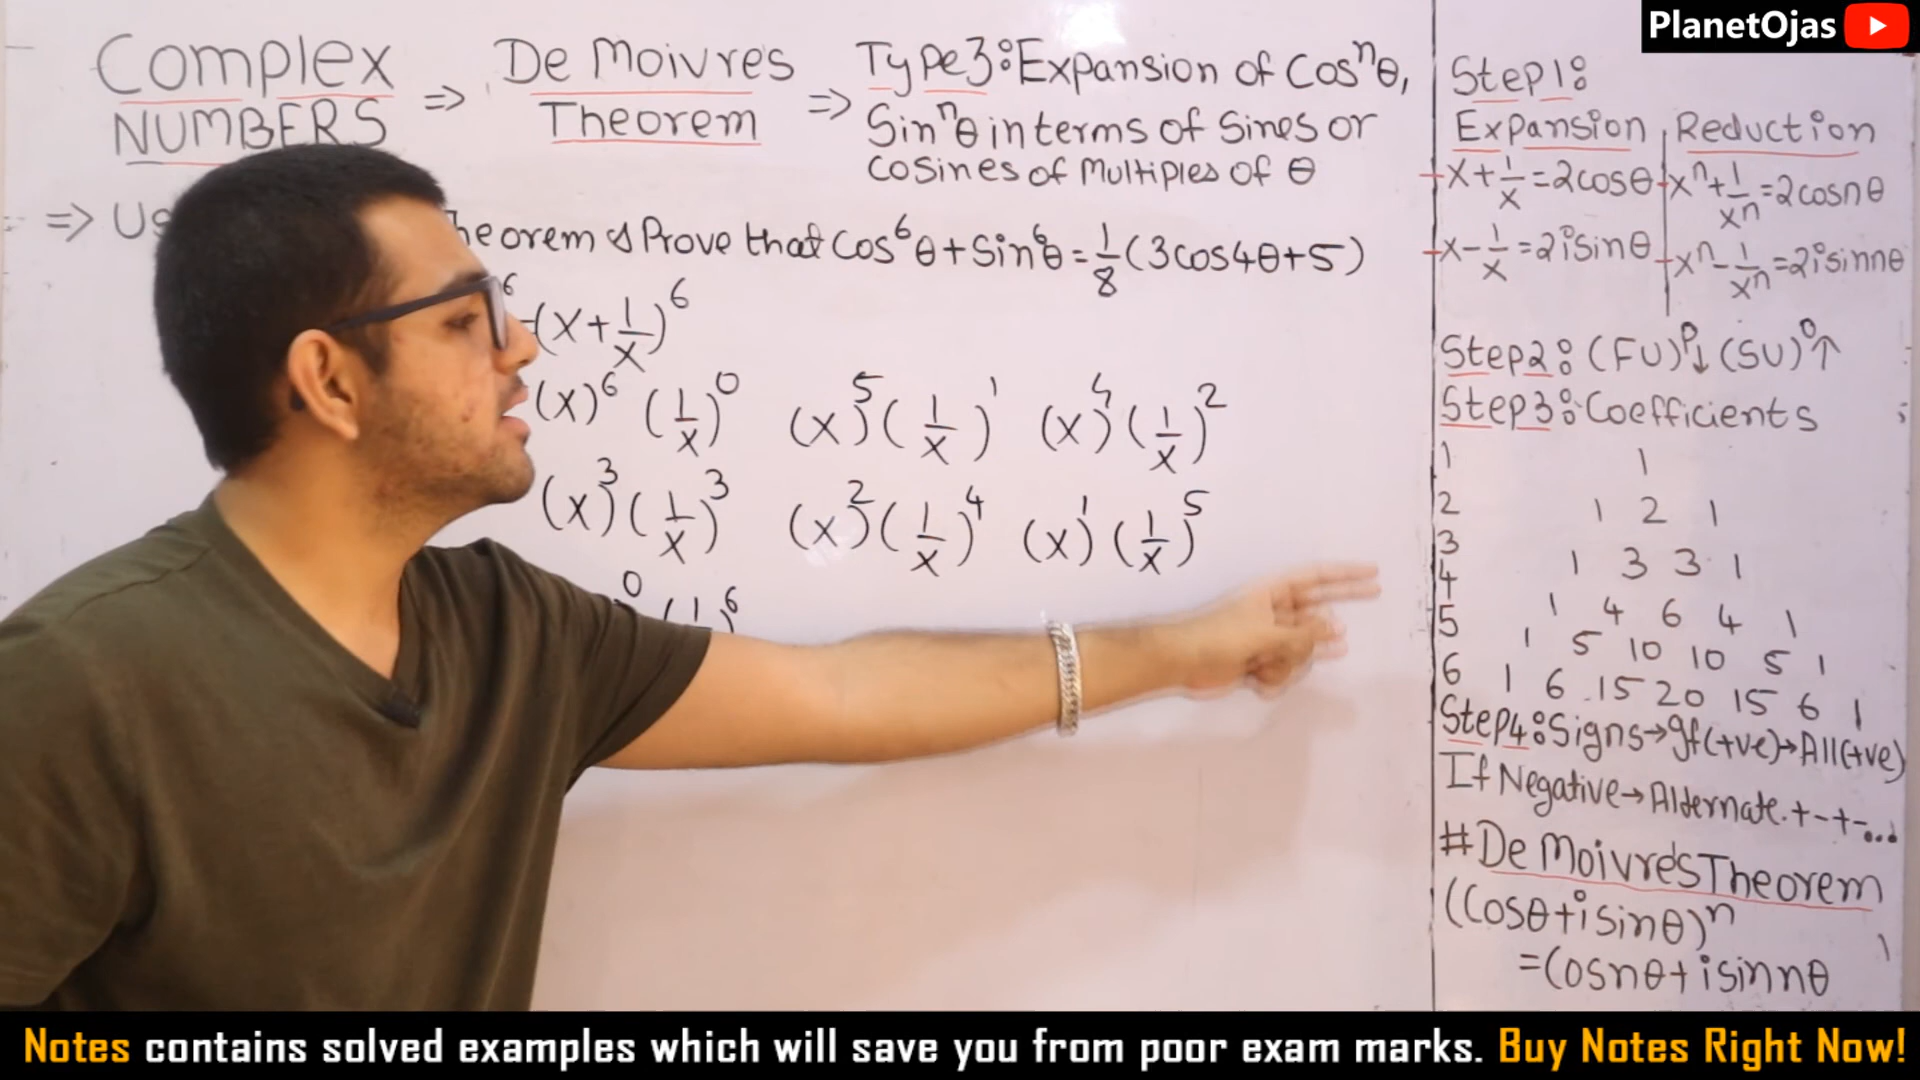 PlanetOjas
Complex
NUMBERS
=>
De Moivres
Theorem
=>
Type3:Expansion of Cosⁿθ,
Sinⁿθ in terms of Sines or
Cosines of Multiples of θ
=>
heorem & Prove that Cos⁶θ+Sin⁶θ=1/8(3cos4θ+5)
=(x+1/x)⁶
(x)⁶(1/x)⁰ (x)⁵(1/x)¹ (x)⁴(1/x)²
(x)³(1/x)³ (x)²(1/x)⁴ (x)¹(1/x)⁵
Step1:
Expansion Reduction
x+1/x=2cosθ xⁿ+1/xⁿ=2cosnθ
x-1/x=2isinθ xⁿ-1/xⁿ=2isinnθ
Step2: (FU)ᴾ↓ (SU)⁰↑
Step3:Coefficients
1 1
2 1 2 1
3 1 3 3 1
4 1 4 6 4 1
5 1 5 10 10 5 1
6 1 6 15 20 15 6 1
Step4:Signs→If(+ve)→All(+ve)
If Negative→Alternate.+-+-...
#De Moivre's Theorem
(Cosθ+isinθ)ⁿ
=Cosnθ+isinnθ
Notes contains solved examples which will save you from poor exam marks. Buy Notes Right Now!